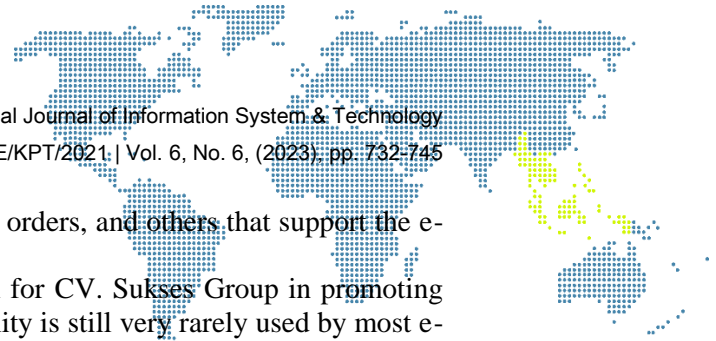 al Journal of Information System & Technology
E/KPT/2021 | Vol. 6, No. 6, (2023), pp. 732-745
orders, and others that support the e-
for CV. Sukses Group in promoting
lity is still very rarely used by most e-